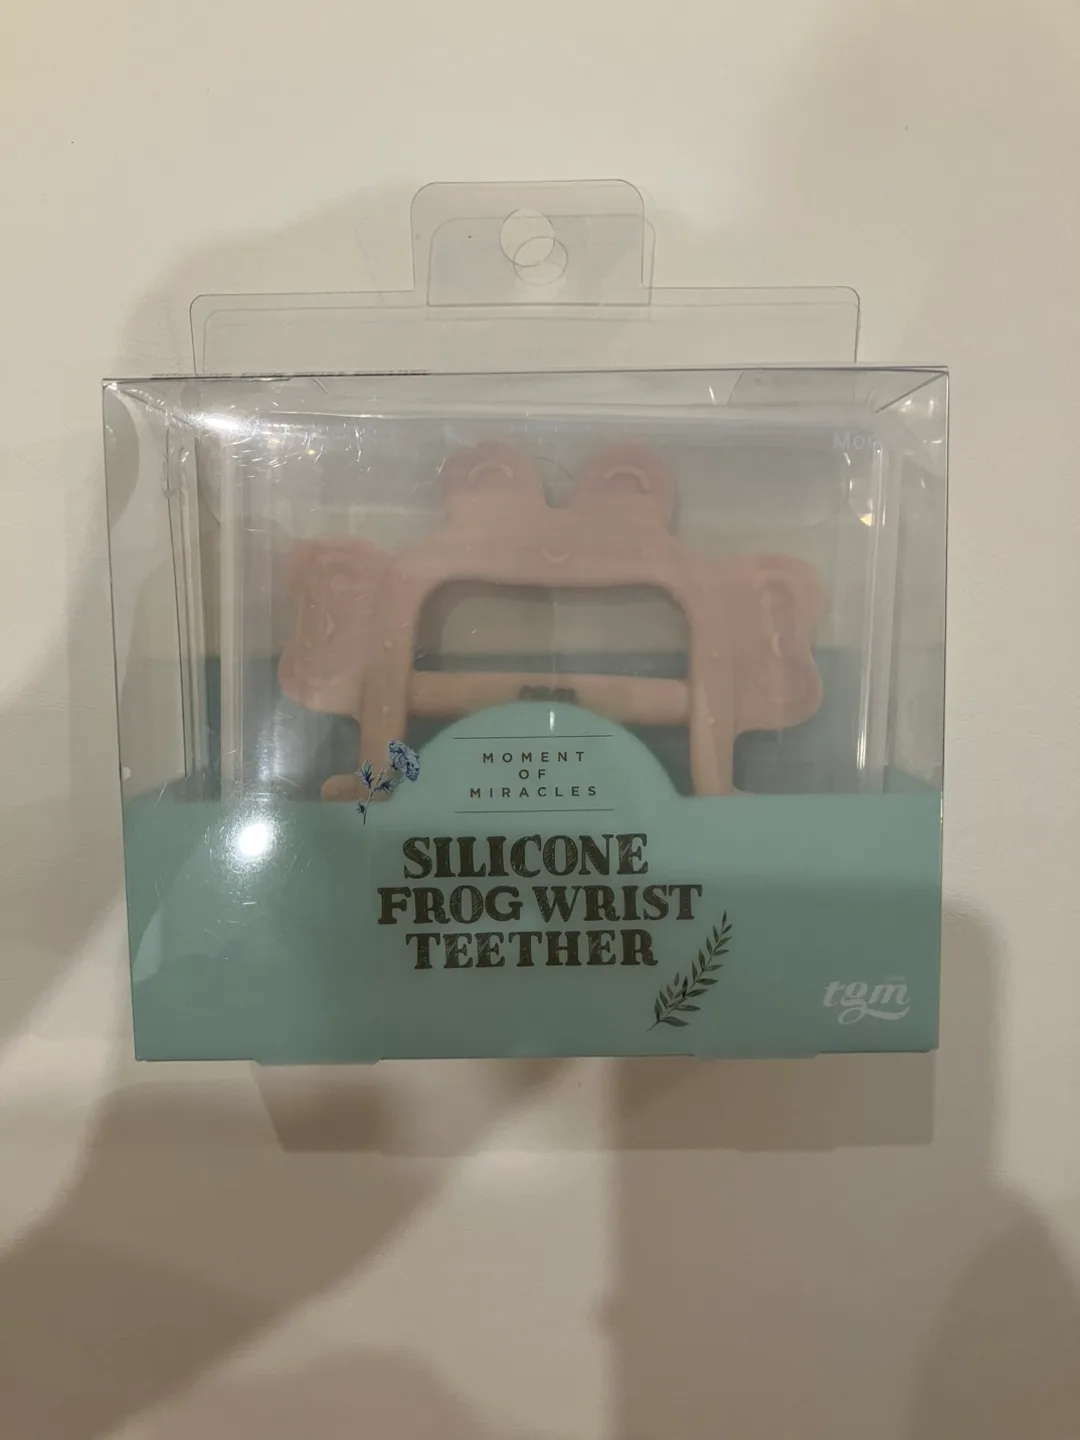 MOMENT
OF
MIRACLES
SILICONE
FROG WRIST
TEETHER
tgm